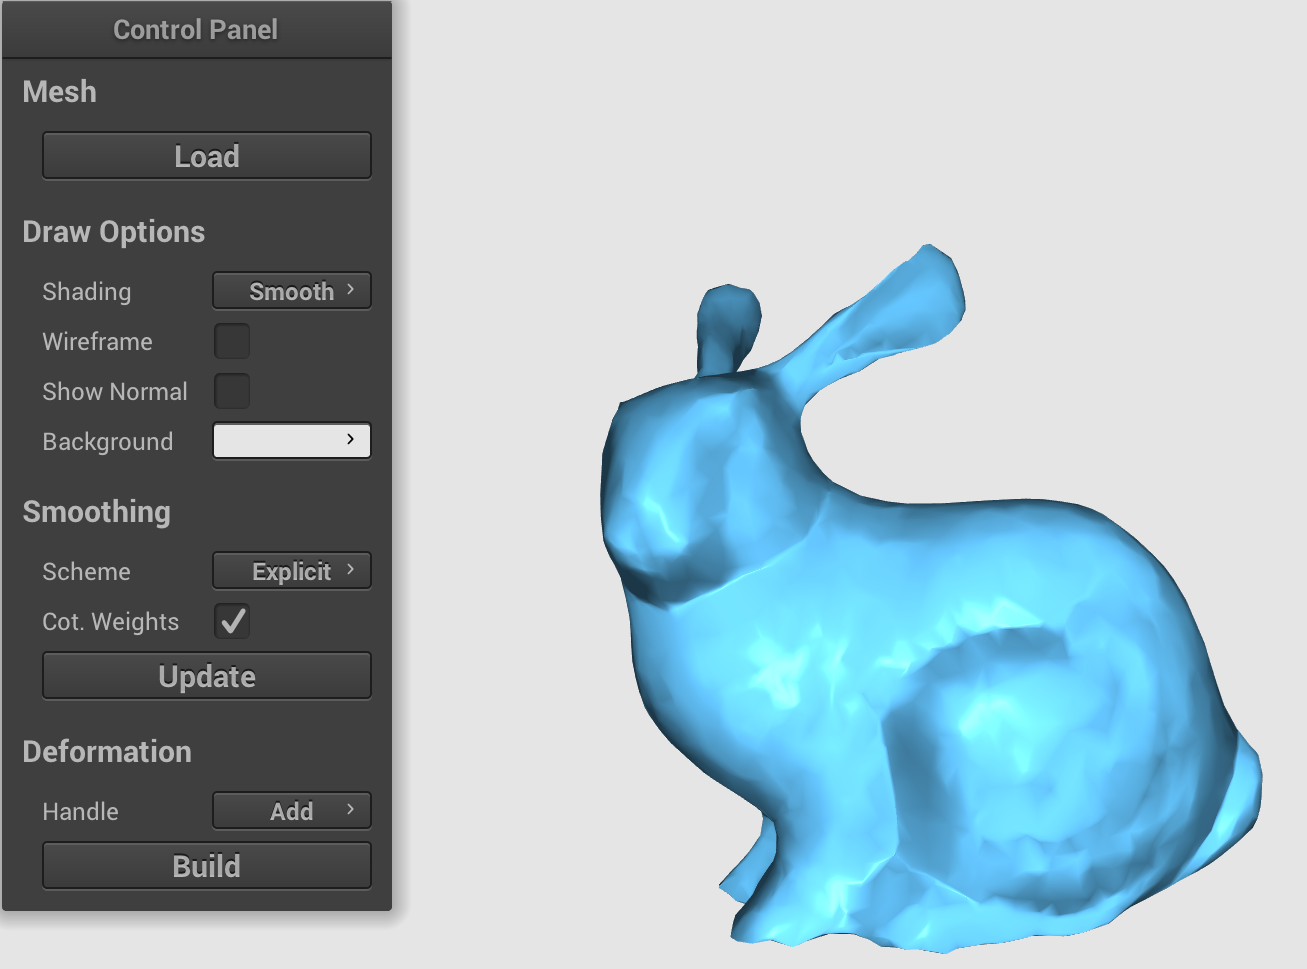 Control Panel
Mesh
Load
Draw Options
Shading Smooth
Wireframe
Show Normal
Background
Smoothing
Scheme Explicit
Cot. Weights
Update
Deformation
Handle Add
Build